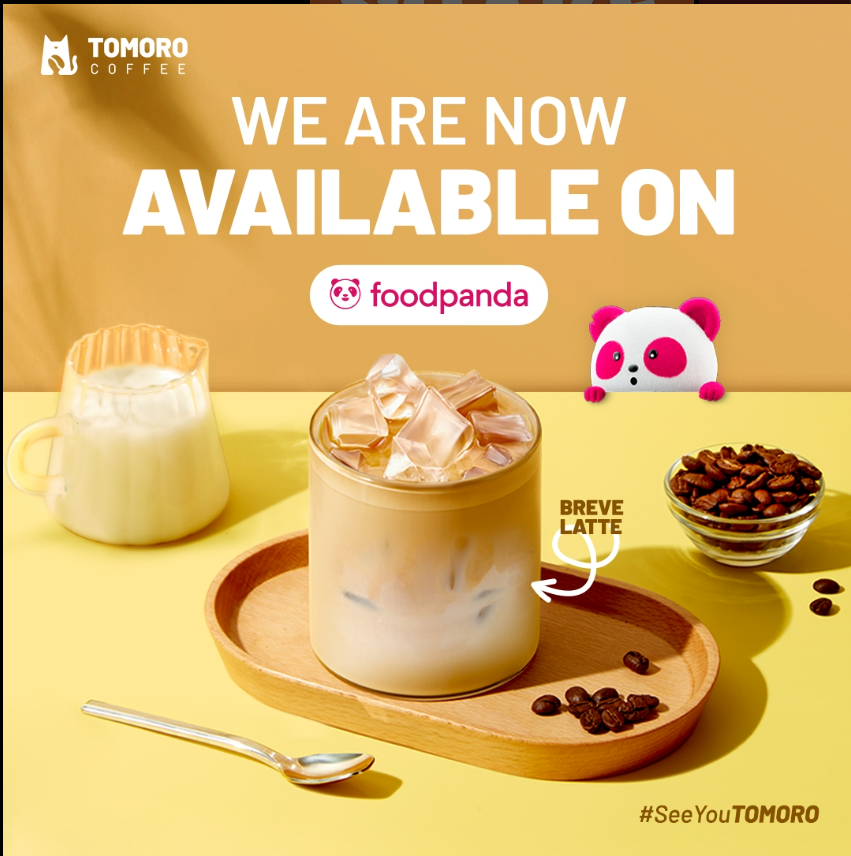 TOMORO
COFFEE
WE ARE NOW
AVAILABLE ON
foodpanda
BREVE
LATTE
#SeeYouTOMORO